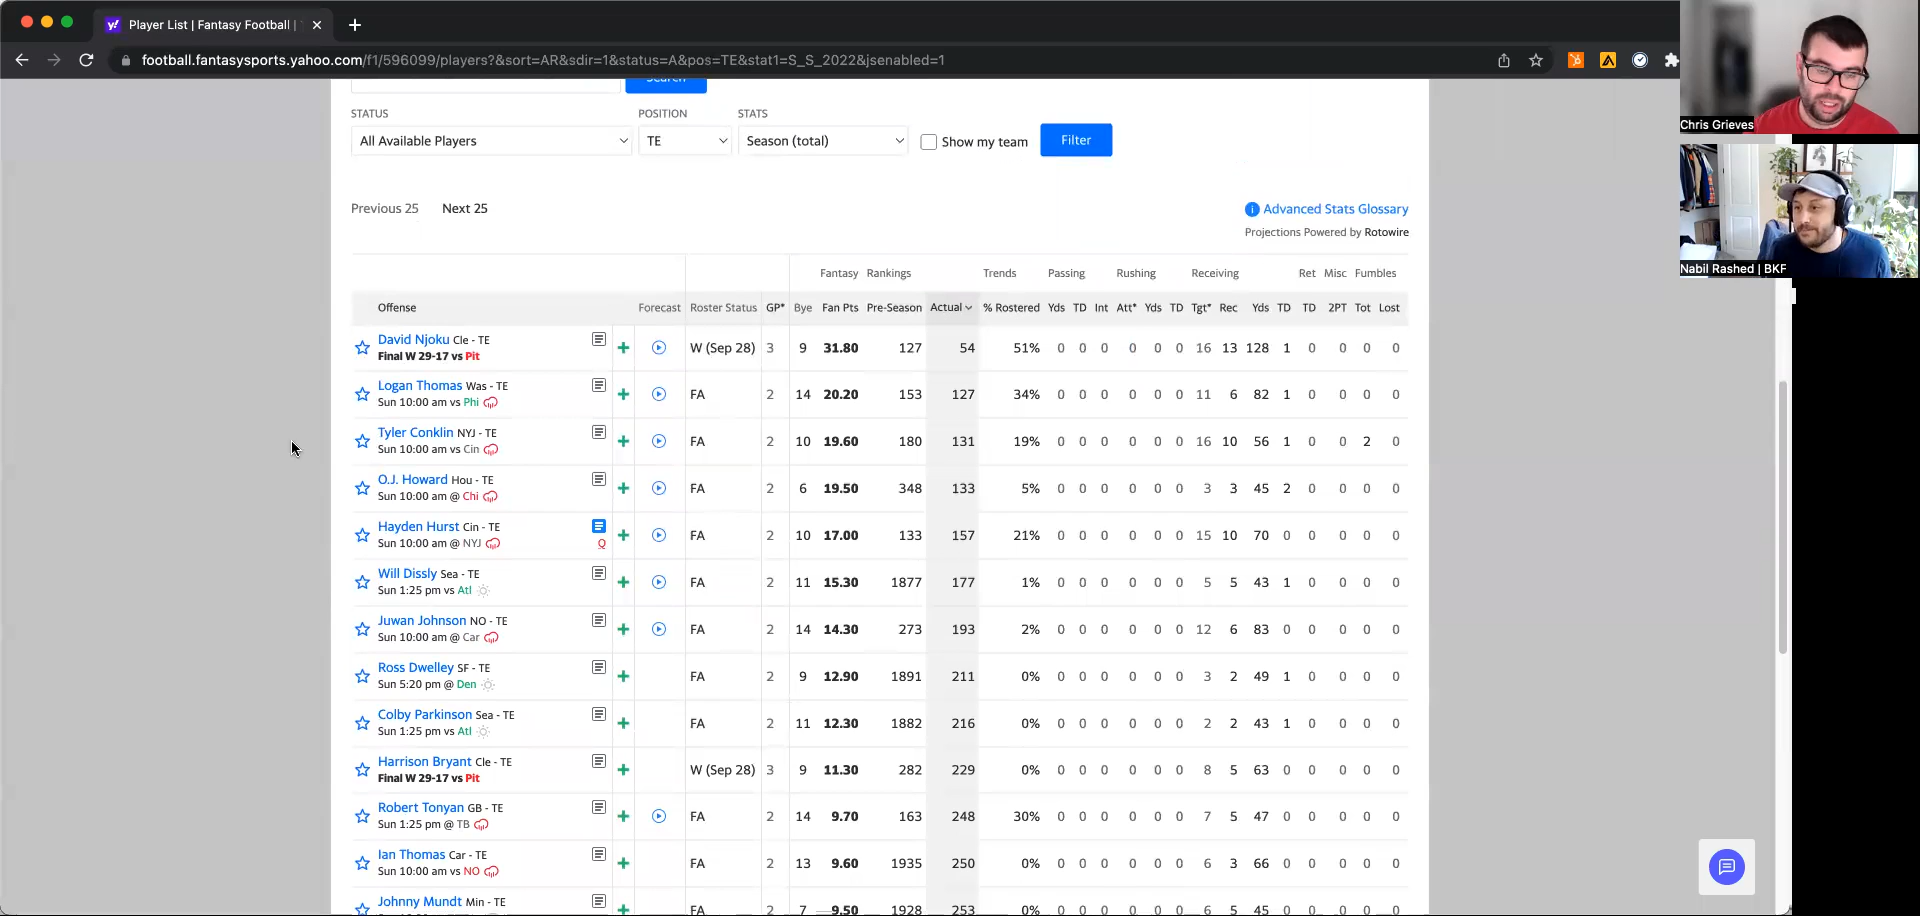 Player List | Fantasy Football |
football.fantasysports.yahoo.com/f1/596099/players?&sort=AR&sdir=1&status=A&pos=TE&stat1=S_S_2022&jsenabled=1
Chris Grieves
Nabil Rashed | BKF
Search
STATUS POSITION STATS
All Available Players TE Season (total) Show my team Filter
Previous 25 Next 25 Advanced Stats Glossary
Projections Powered by Rotowire
Fantasy Rankings Trends Passing Rushing Receiving Ret Misc Fumbles
Offense Forecast Roster Status GP* Bye Fan Pts Pre-Season Actual % Rostered Yds TD Int Att* Yds TD Tgt* Rec Yds TD TD 2PT Tot Lost
David Njoku Cle - TE
Final W 29-17 vs Pit
W (Sep 28) 3 9 31.80 127 54 51% 0 0 0 0 0 0 16 13 128 1 0 0 0 0
Logan Thomas Was - TE
Sun 10:00 am vs Phi
FA 2 14 20.20 153 127 34% 0 0 0 0 0 0 11 6 82 1 0 0 0 0
Tyler Conklin NYJ - TE
Sun 10:00 am vs Cin
FA 2 10 19.60 180 131 19% 0 0 0 0 0 0 16 10 56 1 0 0 2 0
O.J. Howard Hou - TE
Sun 10:00 am @ Chi
FA 2 6 19.50 348 133 5% 0 0 0 0 0 0 3 3 45 2 0 0 0 0
Hayden Hurst Cin - TE
Sun 10:00 am @ NYJ Q
FA 2 10 17.00 133 157 21% 0 0 0 0 0 0 15 10 70 0 0 0 0 0
Will Dissly Sea - TE
Sun 1:25 pm vs Atl
FA 2 11 15.30 1877 177 1% 0 0 0 0 0 0 5 5 43 1 0 0 0 0
Juwan Johnson NO - TE
Sun 10:00 am @ Car
FA 2 14 14.30 273 193 2% 0 0 0 0 0 0 12 6 83 0 0 0 0 0
Ross Dwelley SF - TE
Sun 5:20 pm @ Den
FA 2 9 12.90 1891 211 0% 0 0 0 0 0 0 3 2 49 1 0 0 0 0
Colby Parkinson Sea - TE
Sun 1:25 pm vs Atl
FA 2 11 12.30 1882 216 0% 0 0 0 0 0 0 2 2 43 1 0 0 0 0
Harrison Bryant Cle - TE
Final W 29-17 vs Pit
W (Sep 28) 3 9 11.30 282 229 0% 0 0 0 0 0 0 8 5 63 0 0 0 0 0
Robert Tonyan GB - TE
Sun 1:25 pm @ TB
FA 2 14 9.70 163 248 30% 0 0 0 0 0 0 7 5 47 0 0 0 0 0
Ian Thomas Car - TE
Sun 10:00 am vs NO
FA 2 13 9.60 1935 250 0% 0 0 0 0 0 0 6 3 66 0 0 0 0 0
Johnny Mundt Min - TE
FA 2 7 9.50 1928 253 0% 0 0 0 0 0 0 6 5 45 0 0 0 0 0